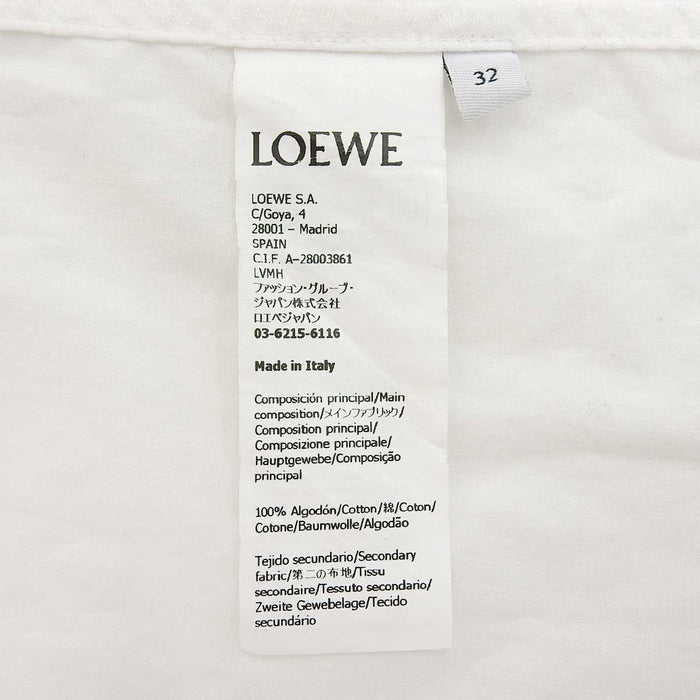 32
LOEWE
LOEWE S.A.
C/Goya, 4
28001 – Madrid
SPAIN
C.I.F. A-28003861
LVMH
ファッション・グループ・
ジャパン株式会社
ロエベジャパン
03-6215-6116
Made in Italy
Composición principal/Main
composition/メインファブリック/
Composition principal/
Composizione principale/
Hauptgewebe/Composição
principal
100% Algodón/Cotton/綿/Coton/
Cotone/Baumwolle/Algodão
Tejido secundario/Secondary
fabric/第二の布地/Tissu
secondaire/Tessuto secondario/
Zweite Gewebelage/Tecido
secundário